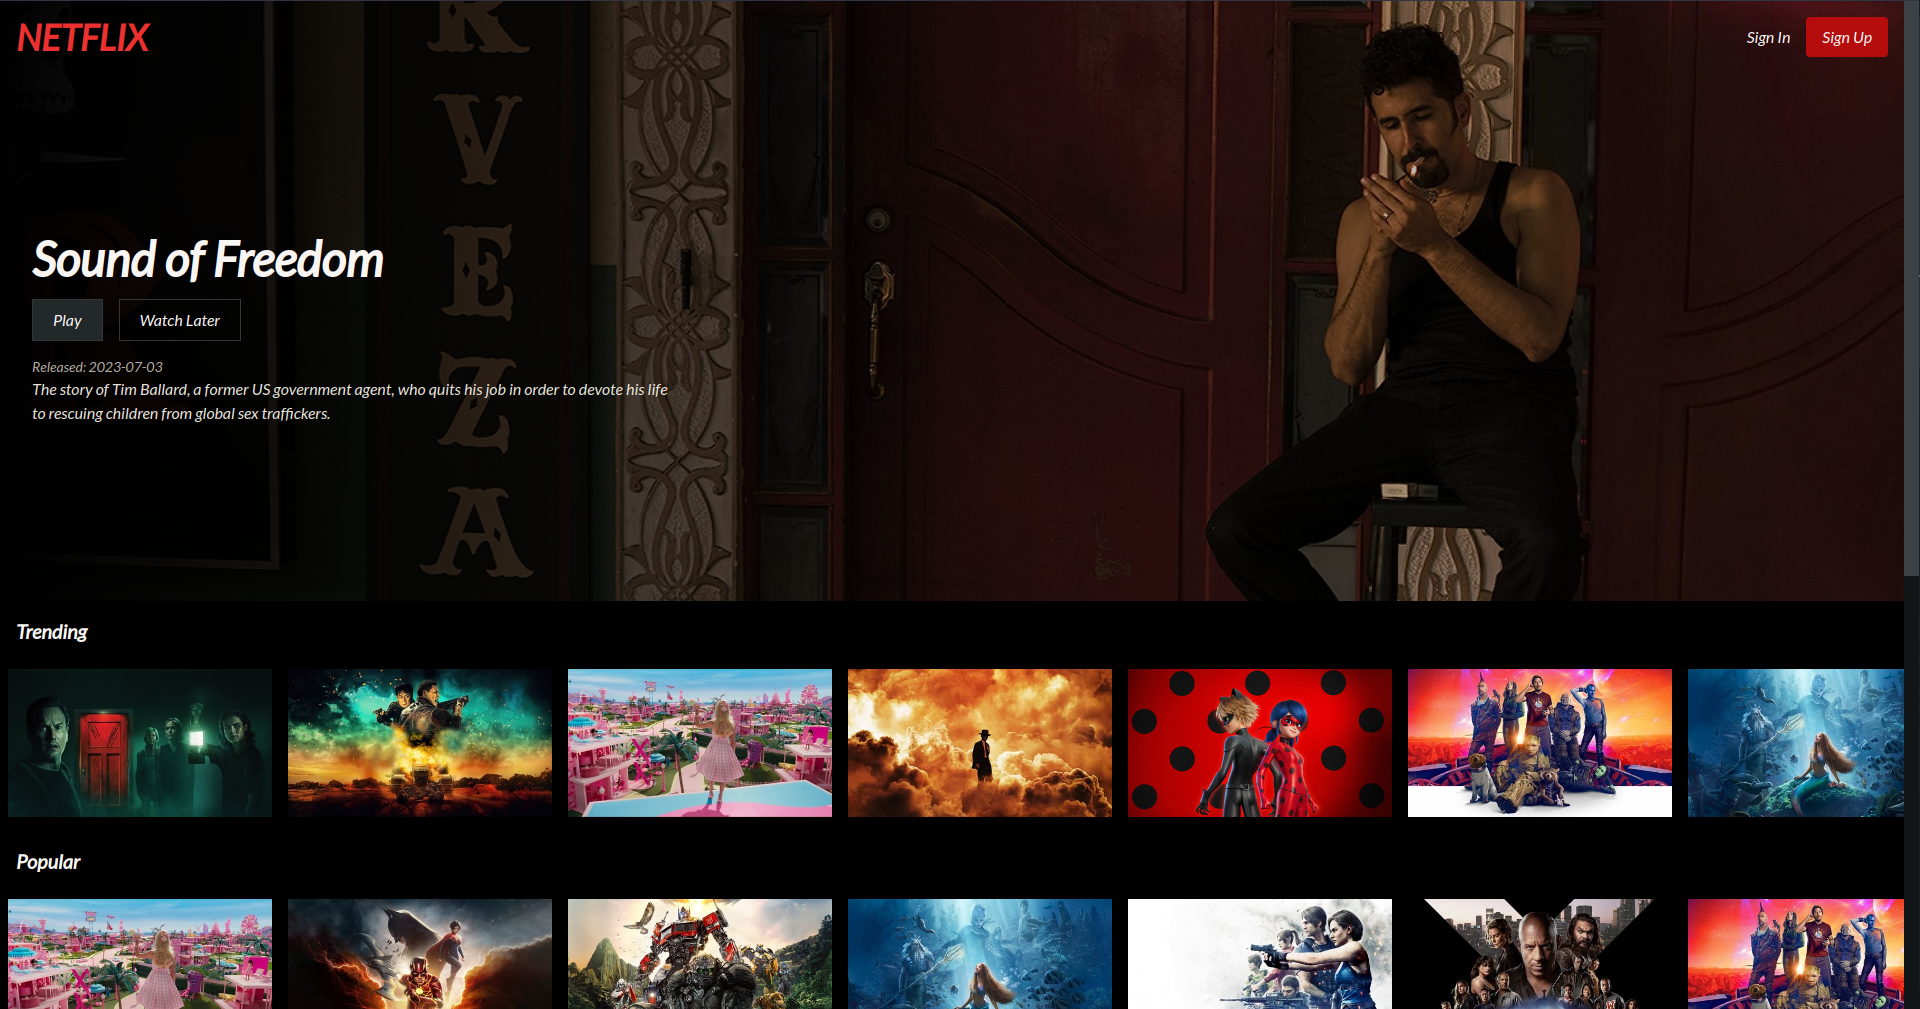 NETFLIX
Sign In
Sign Up
RVEZA
Sound of Freedom
Play
Watch Later
Released: 2023-07-03
The story of Tim Ballard, a former US government agent, who quits his job in order to devote his life
to rescuing children from global sex traffickers.
Trending
Popular